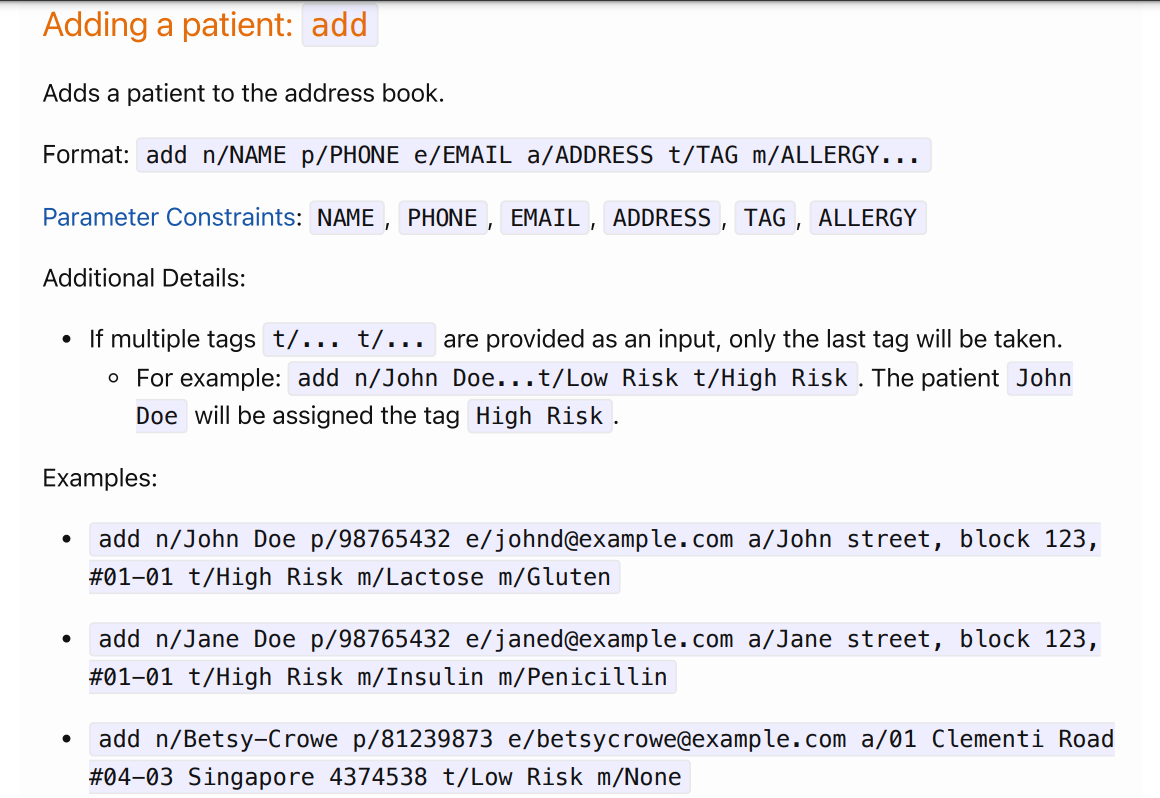 Adding a patient: add
Adds a patient to the address book.
Format: add n/NAME p/PHONE e/EMAIL a/ADDRESS t/TAG m/ALLERGY...
Parameter Constraints: NAME, PHONE, EMAIL, ADDRESS, TAG, ALLERGY
Additional Details:
• If multiple tags t/... t/... are provided as an input, only the last tag will be taken.
◦ For example: add n/John Doe...t/Low Risk t/High Risk. The patient John
Doe will be assigned the tag High Risk.
Examples:
• add n/John Doe p/98765432 e/johnd@example.com a/John street, block 123,
#01-01 t/High Risk m/Lactose m/Gluten
• add n/Jane Doe p/98765432 e/janed@example.com a/Jane street, block 123,
#01-01 t/High Risk m/Insulin m/Penicillin
• add n/Betsy-Crowe p/81239873 e/betsycrowe@example.com a/01 Clementi Road
#04-03 Singapore 4374538 t/Low Risk m/None